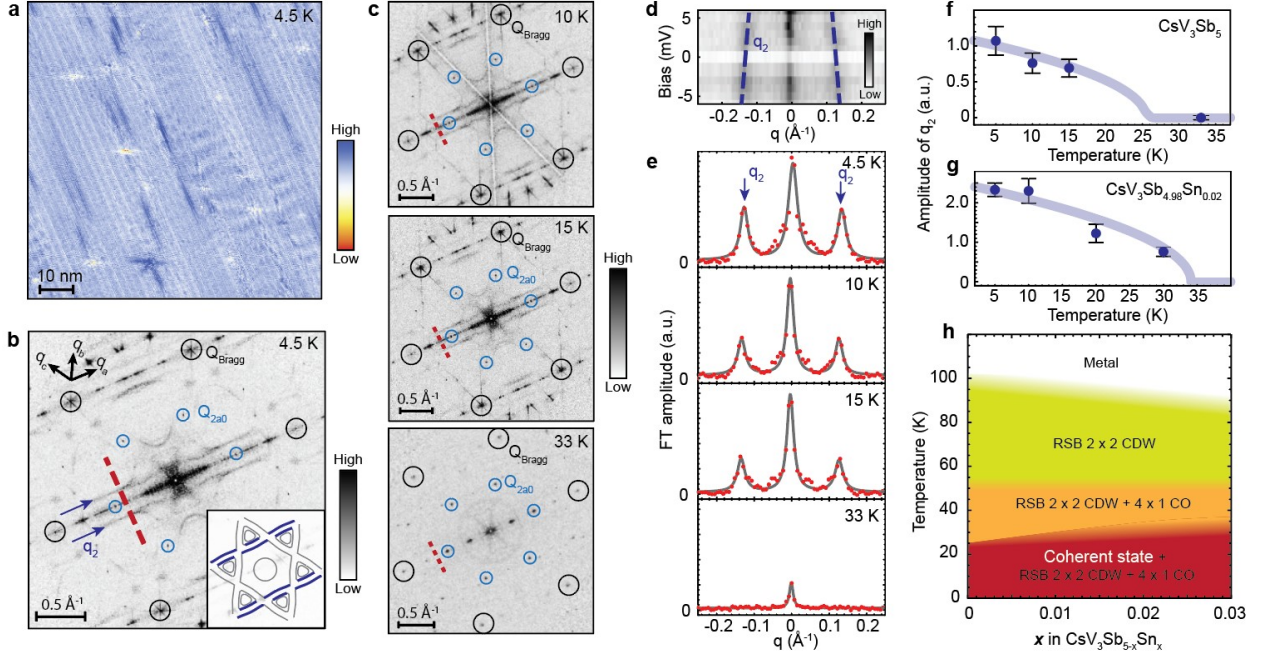 a
4.5 K
High
Low
10 nm
b
4.5 K
q_b
q_a
q_c
Q_Bragg
Q_2a0
q_2
0.5 Å⁻¹
High
Low
c
10 K
Q_Bragg
0.5 Å⁻¹
15 K
Q_Bragg
Q_2a0
0.5 Å⁻¹
High
Low
33 K
Q_Bragg
Q_2a0
0.5 Å⁻¹
d
Bias (mV)
5
0
-5
q_2
High
Low
-0.2 -0.1 0 0.1 0.2
q (Å⁻¹)
e
FT amplitude (a.u.)
q_2 q_2 4.5 K
0
10 K
0
15 K
0
33 K
0
-0.2 -0.1 0 0.1 0.2
q (Å⁻¹)
f
CsV₃Sb₅
Amplitude of q₂ (a.u.)
1.0
0.5
0
5 10 15 20 25 30 35
Temperature (K)
g
CsV₃Sb₄.₉₈Sn₀.₀₂
2.0
1.0
0
5 10 15 20 25 30 35
Temperature (K)
h
Temperature (K)
100
80
60
40
20
0
Metal
RSB 2 x 2 CDW
RSB 2 x 2 CDW + 4 x 1 CO
Coherent state +
RSB 2 x 2 CDW + 4 x 1 CO
0 0.01 0.02 0.03
x in CsV₃Sb₅₋ₓSnₓ